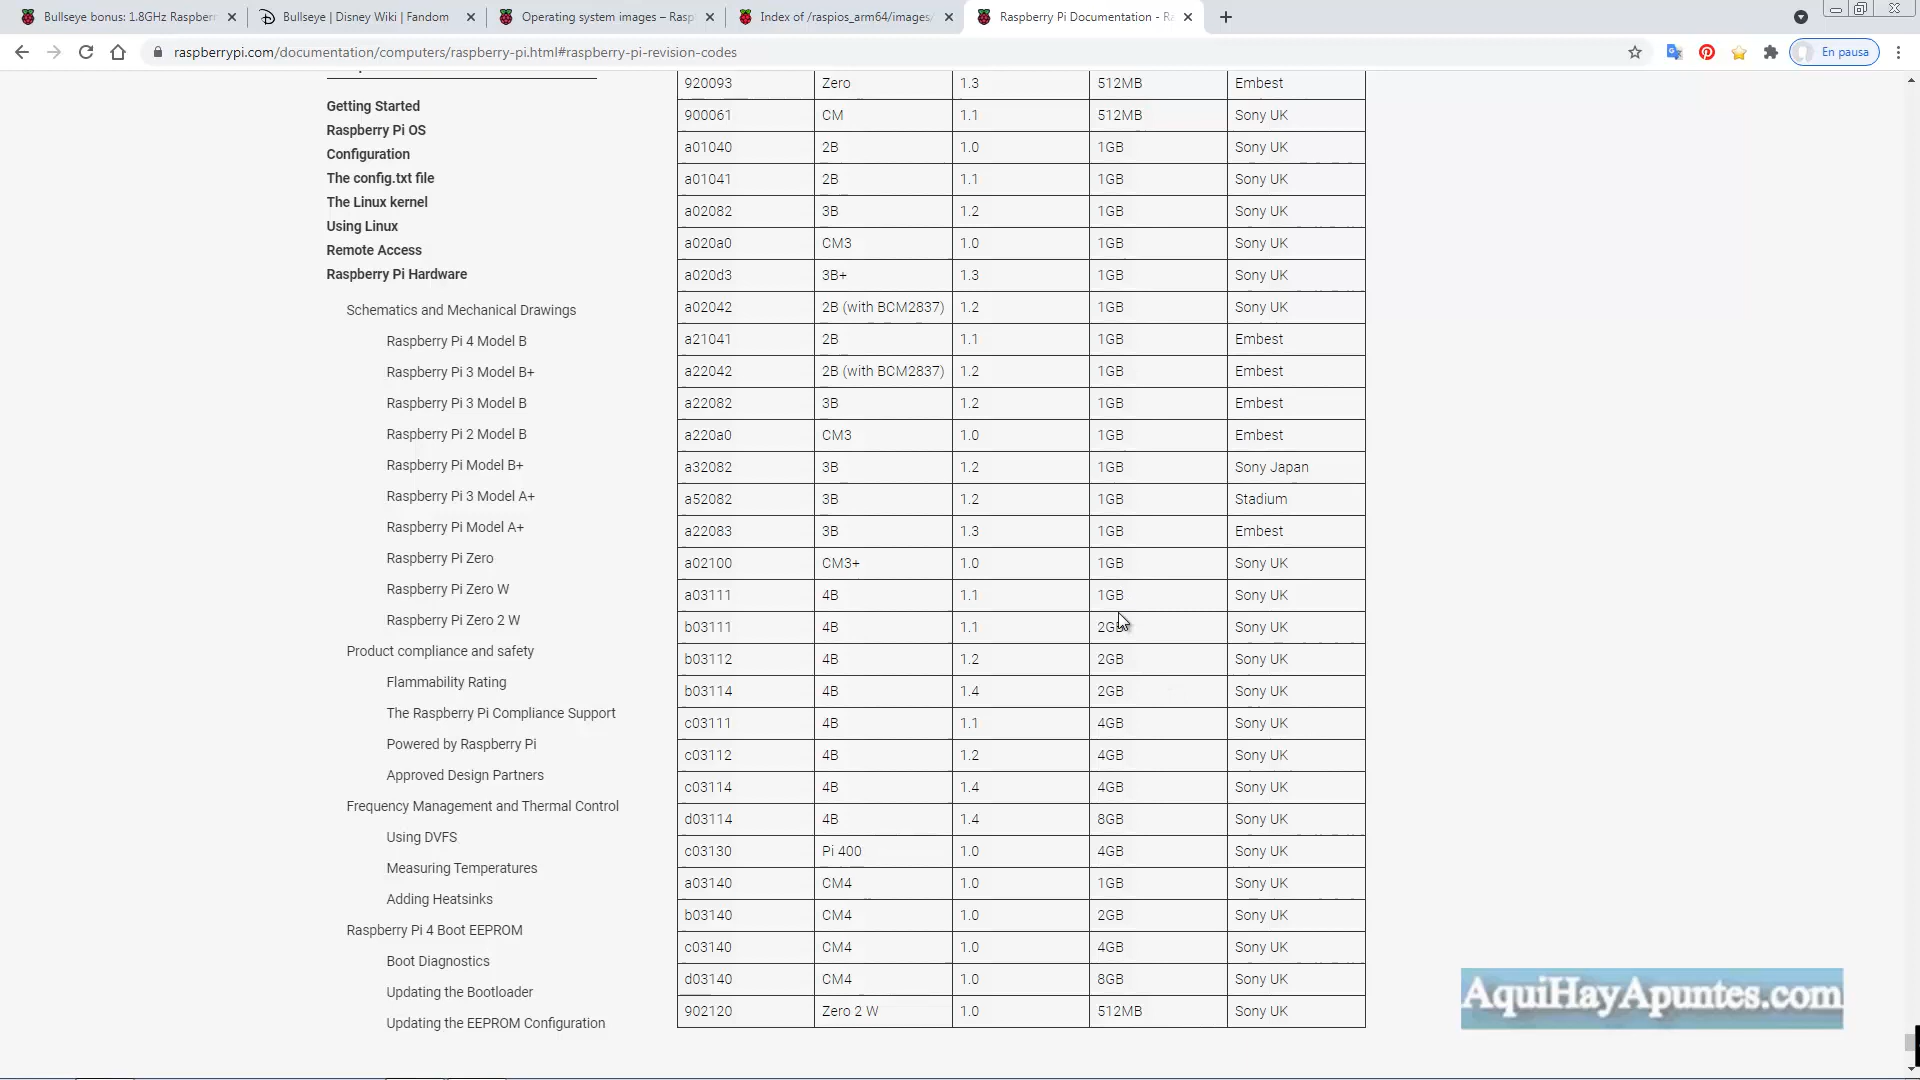 Bullseye bonus: 1.8GHz Raspberr
Bullseye | Disney Wiki | Fandom
Operating system images – Rasp
Index of /raspios_arm64/images/
Raspberry Pi Documentation - Ra
raspberrypi.com/documentation/computers/raspberry-pi.html#raspberry-pi-revision-codes
En pausa
Getting Started
Raspberry Pi OS
Configuration
The config.txt file
The Linux kernel
Using Linux
Remote Access
Raspberry Pi Hardware
Schematics and Mechanical Drawings
Raspberry Pi 4 Model B
Raspberry Pi 3 Model B+
Raspberry Pi 3 Model B
Raspberry Pi 2 Model B
Raspberry Pi Model B+
Raspberry Pi 3 Model A+
Raspberry Pi Model A+
Raspberry Pi Zero
Raspberry Pi Zero W
Raspberry Pi Zero 2 W
Product compliance and safety
Flammability Rating
The Raspberry Pi Compliance Support
Powered by Raspberry Pi
Approved Design Partners
Frequency Management and Thermal Control
Using DVFS
Measuring Temperatures
Adding Heatsinks
Raspberry Pi 4 Boot EEPROM
Boot Diagnostics
Updating the Bootloader
Updating the EEPROM Configuration
920093 Zero 1.3 512MB Embest
900061 CM 1.1 512MB Sony UK
a01040 2B 1.0 1GB Sony UK
a01041 2B 1.1 1GB Sony UK
a02082 3B 1.2 1GB Sony UK
a020a0 CM3 1.0 1GB Sony UK
a020d3 3B+ 1.3 1GB Sony UK
a02042 2B (with BCM2837) 1.2 1GB Sony UK
a21041 2B 1.1 1GB Embest
a22042 2B (with BCM2837) 1.2 1GB Embest
a22082 3B 1.2 1GB Embest
a220a0 CM3 1.0 1GB Embest
a32082 3B 1.2 1GB Sony Japan
a52082 3B 1.2 1GB Stadium
a22083 3B 1.3 1GB Embest
a02100 CM3+ 1.0 1GB Sony UK
a03111 4B 1.1 1GB Sony UK
b03111 4B 1.1 2GB Sony UK
b03112 4B 1.2 2GB Sony UK
b03114 4B 1.4 2GB Sony UK
c03111 4B 1.1 4GB Sony UK
c03112 4B 1.2 4GB Sony UK
c03114 4B 1.4 4GB Sony UK
d03114 4B 1.4 8GB Sony UK
c03130 Pi 400 1.0 4GB Sony UK
a03140 CM4 1.0 1GB Sony UK
b03140 CM4 1.0 2GB Sony UK
c03140 CM4 1.0 4GB Sony UK
d03140 CM4 1.0 8GB Sony UK
902120 Zero 2 W 1.0 512MB Sony UK
AquiHayApuntes.com